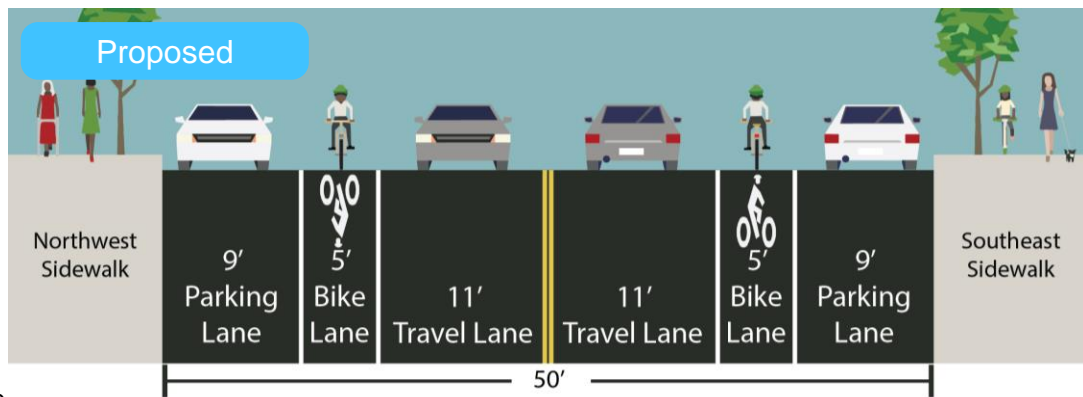 Proposed
Northwest
Sidewalk
9’
Parking
Lane
5’
Bike
Lane
11’
Travel Lane
11’
Travel Lane
5’
Bike
Lane
9’
Parking
Lane
Southeast
Sidewalk
50’